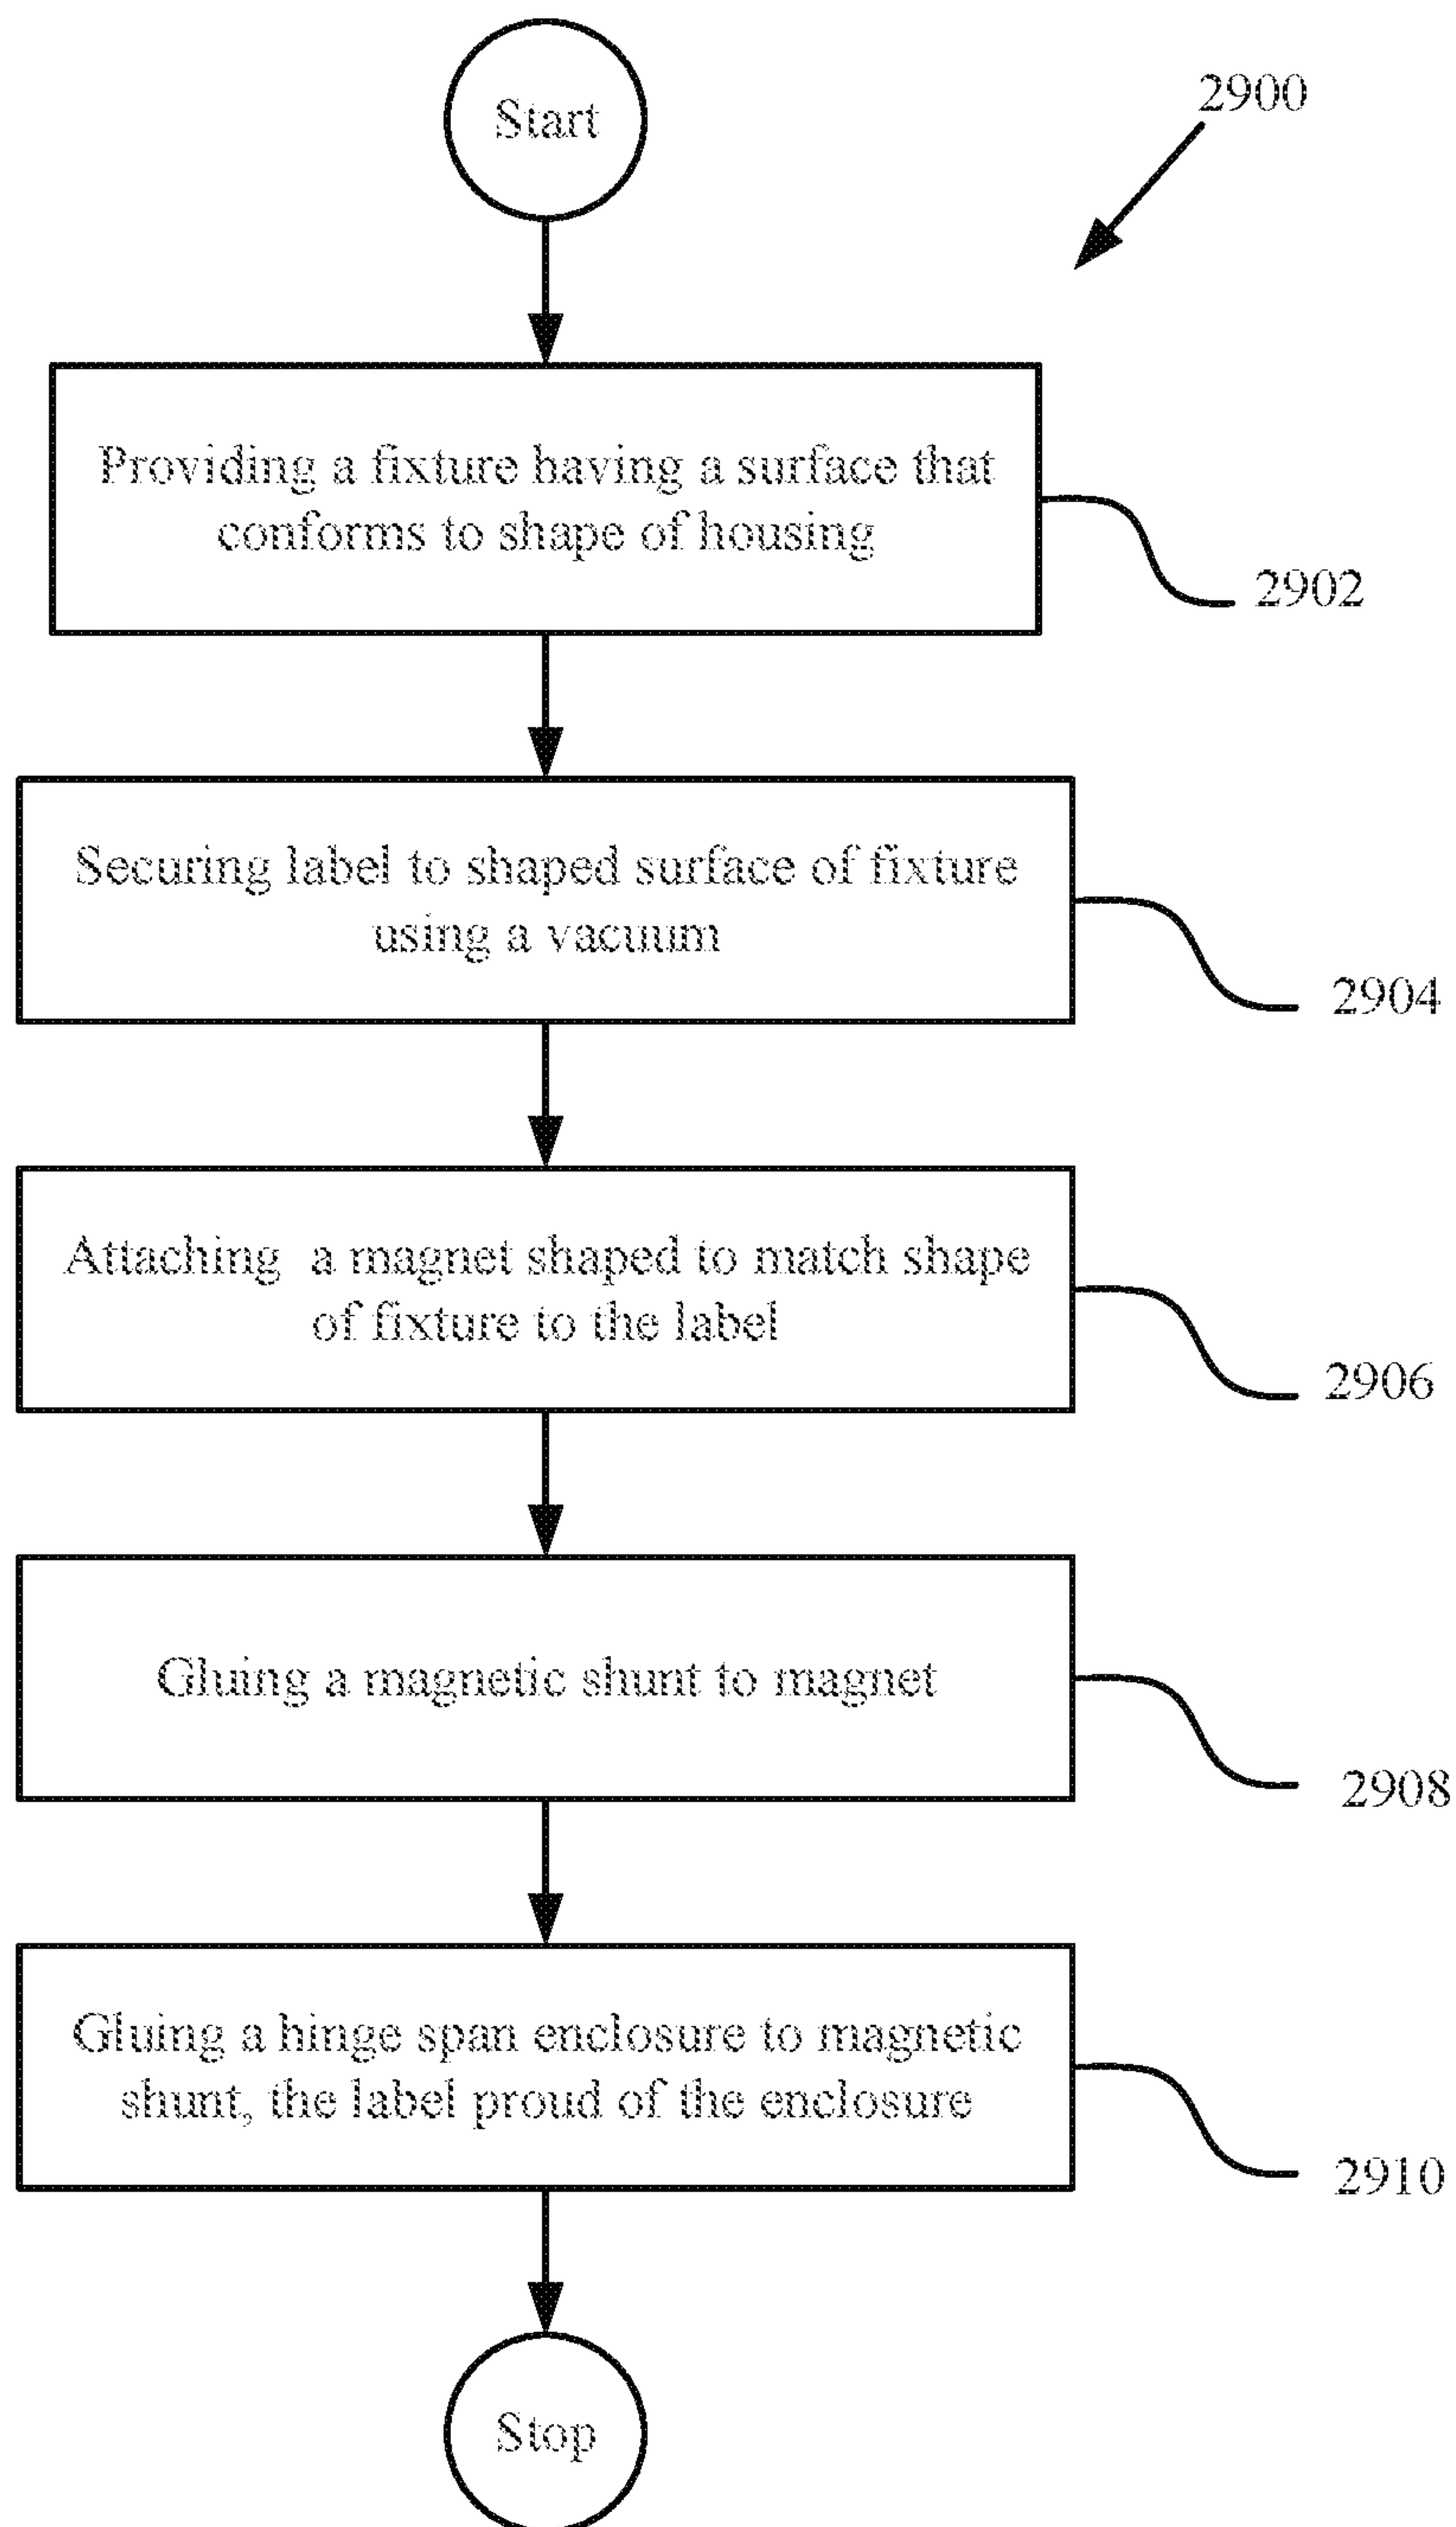 Start
2900
Providing a fixture having a surface that
conforms to shape of housing
2902
Securing label to shaped surface of fixture
using a vacuum
2904
Attaching a magnet shaped to match shape
of fixture to the label
2906
Gluing a magnetic shunt to magnet
2908
Gluing a hinge span enclosure to magnetic
shunt, the label proud of the enclosure
2910
Stop